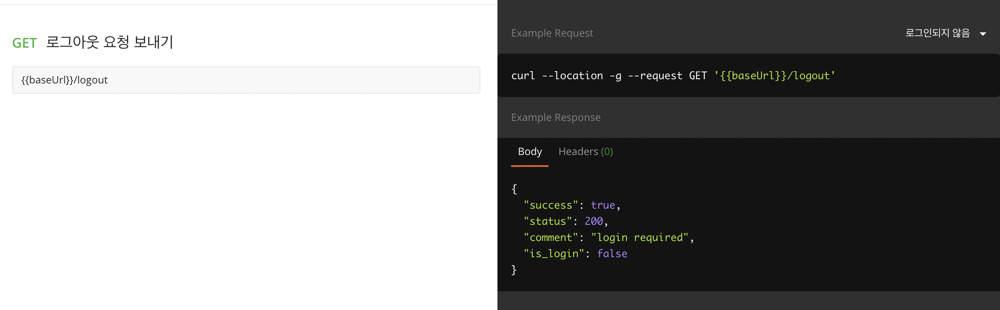 GET 로그아웃 요청 보내기
{{baseUrl}}/logout
Example Request
로그인되지 않음
curl --location -g --request GET '{{baseUrl}}/logout'
Example Response
Body Headers (0)
{
"success": true,
"status": 200,
"comment": "login required",
"is_login": false
}